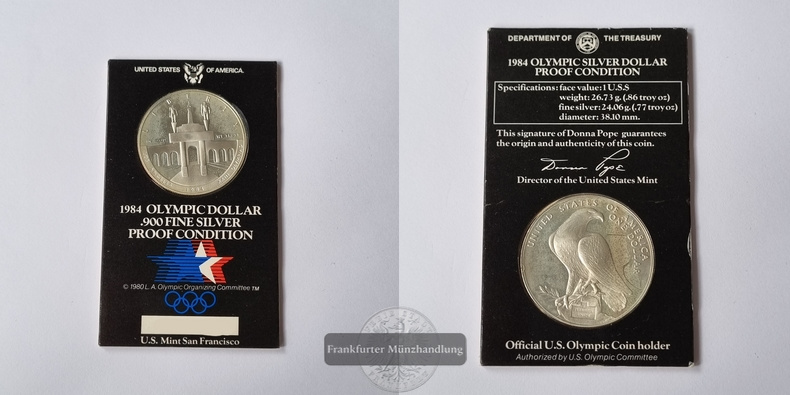 UNITED STATES OF AMERICA.
LIBERTY
1984
1984 OLYMPIC DOLLAR
.900 FINE SILVER
PROOF CONDITION
© 1980 L.A. Olympic Organizing Committee TM
U.S. Mint San Francisco
DEPARTMENT OF THE TREASURY
1984 OLYMPIC SILVER DOLLAR
PROOF CONDITION
Specifications: face value: 1 U.S.S
weight: 26.73 g. (.86 troy oz)
fine silver: 24.06 g. (.77 troy oz)
diameter: 38.10 mm.
This signature of Donna Pope guarantees
the origin and authenticity of this coin.
Donna Pope
Director of the United States Mint
UNITED STATES OF AMERICA
ONE DOLLAR
Official U.S. Olympic Coin holder
Authorized by U.S. Olympic Committee
Frankfurter Münzhandlung